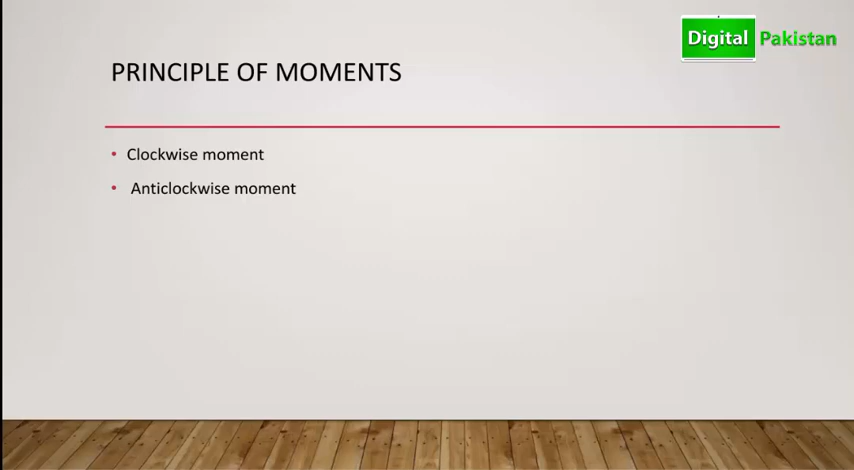 Digital Pakistan
PRINCIPLE OF MOMENTS
• Clockwise moment
• Anticlockwise moment